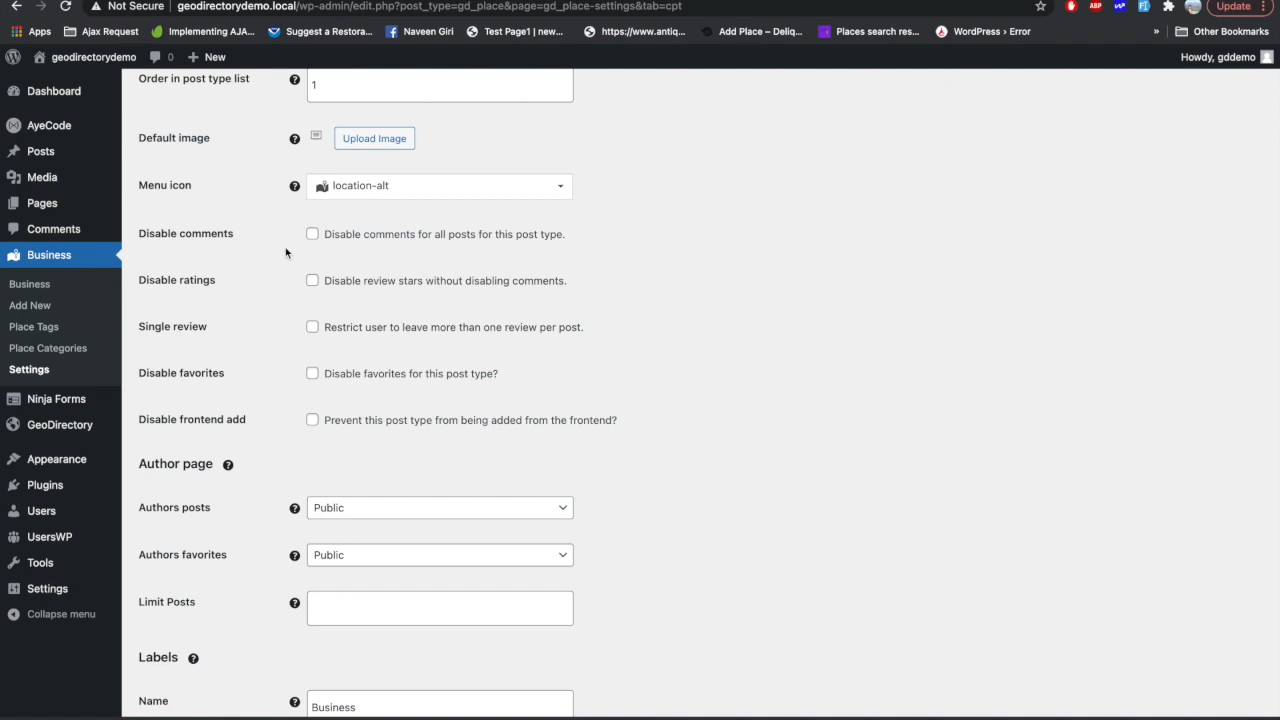 Not Secure
geodirectorydemo.local/wp-admin/edit.php?post_type=gd_place&page=gd_place-settings&tab=cpt
ABP
Update
Apps
Ajax Request
Implementing AJA...
Suggest a Restora...
Naveen Giri
Test Page1 | new...
https://www.antiq...
Add Place – Deliq...
Places search res...
WordPress › Error
»
Other Bookmarks
geodirectorydemo
0
New
Howdy, gddemo
Dashboard
AyeCode
Posts
Media
Pages
Comments
Business
Business
Add New
Place Tags
Place Categories
Settings
Ninja Forms
GeoDirectory
Appearance
Plugins
Users
UsersWP
Tools
Settings
Collapse menu
Order in post type list
?
1
Default image
?
Upload Image
Menu icon
?
location-alt
Disable comments
Disable comments for all posts for this post type.
Disable ratings
Disable review stars without disabling comments.
Single review
Restrict user to leave more than one review per post.
Disable favorites
Disable favorites for this post type?
Disable frontend add
Prevent this post type from being added from the frontend?
Author page
?
Authors posts
?
Public
Authors favorites
?
Public
Limit Posts
?
Labels
?
Name
?
Business